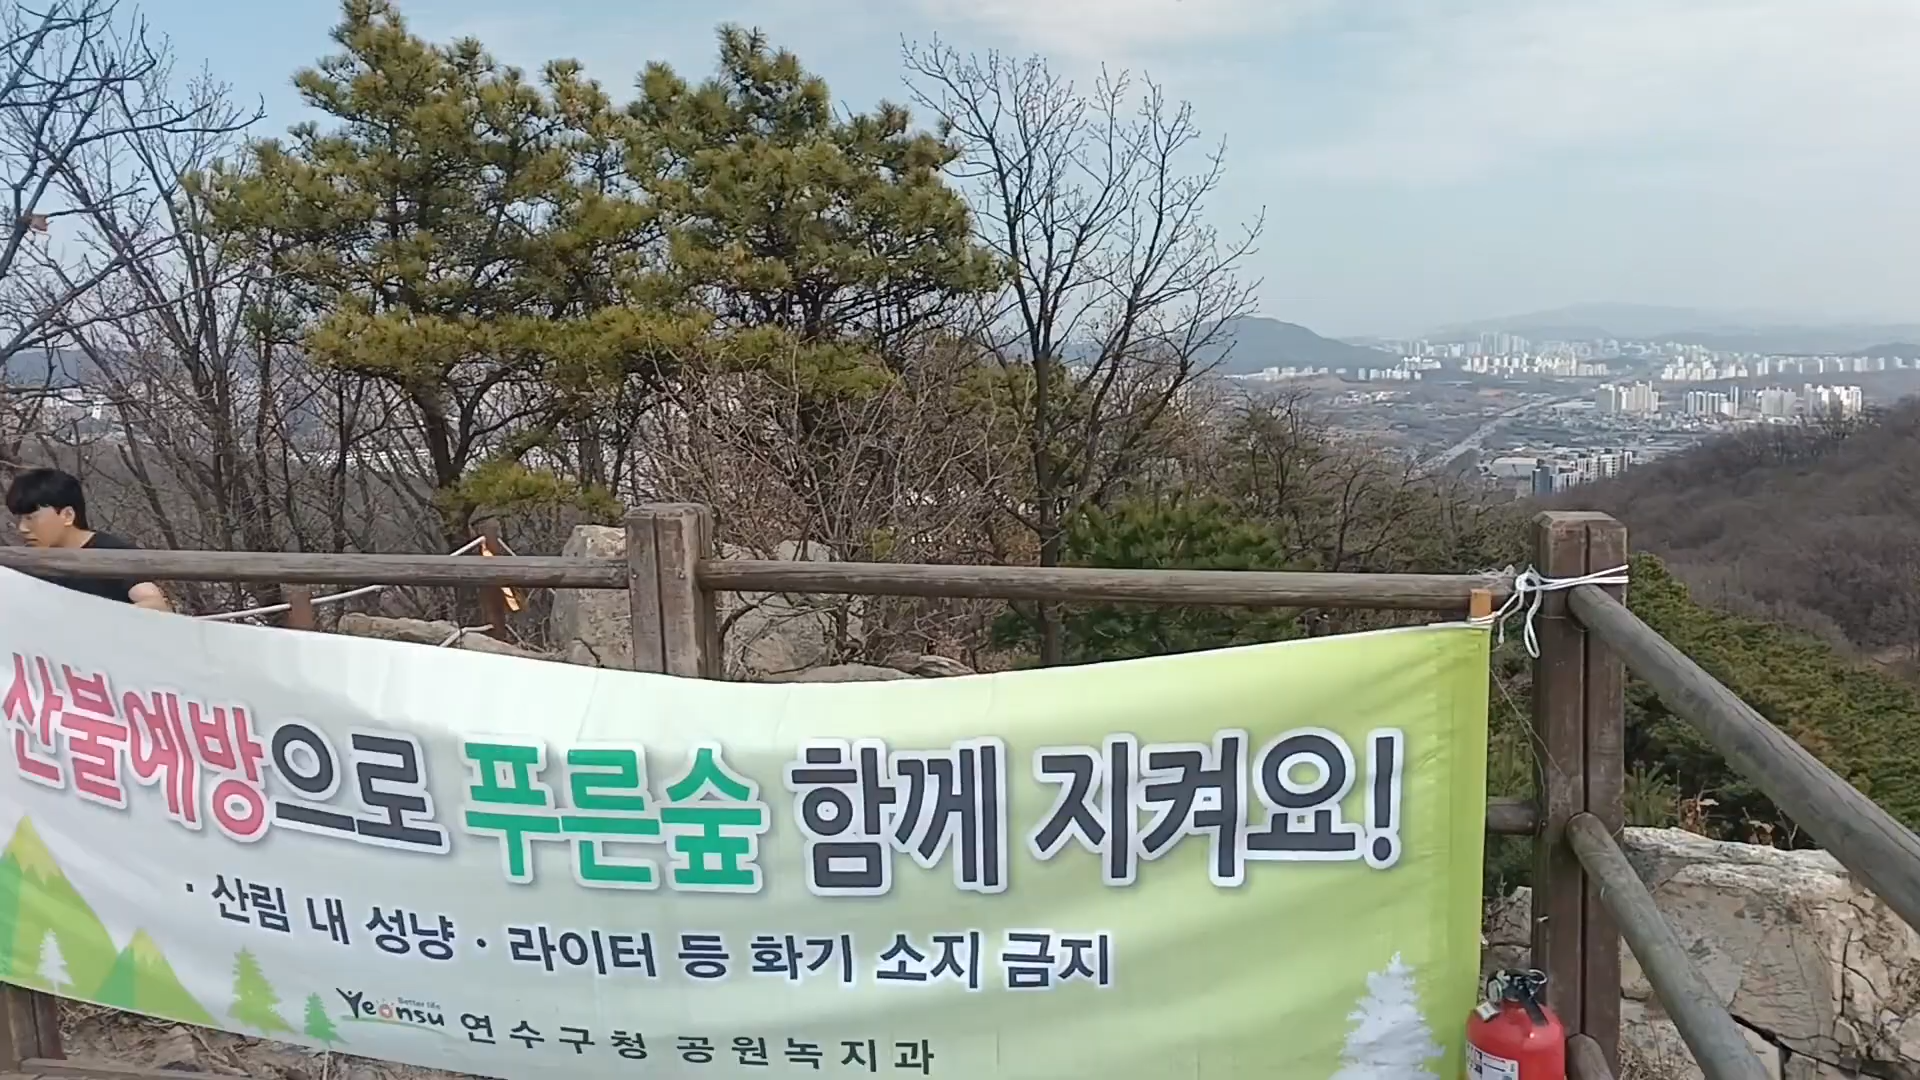 산불예방으로 푸른숲 함께 지켜요!
· 산림 내 성냥 · 라이터 등 화기 소지 금지
Better life
Yeonsu 연수구청 공원녹지과